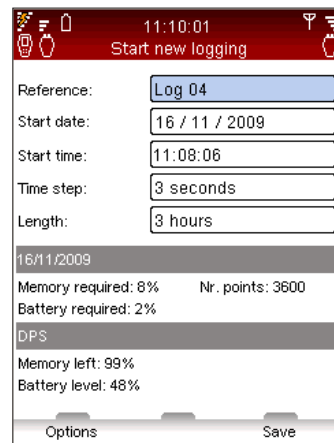 11:10:01
Start new logging
Reference: Log 04
Start date: 16 / 11 / 2009
Start time: 11:08:06
Time step: 3 seconds
Length: 3 hours
16/11/2009
Memory required: 8% Nr. points: 3600
Battery required: 2%
DPS
Memory left: 99%
Battery level: 48%
Options Save